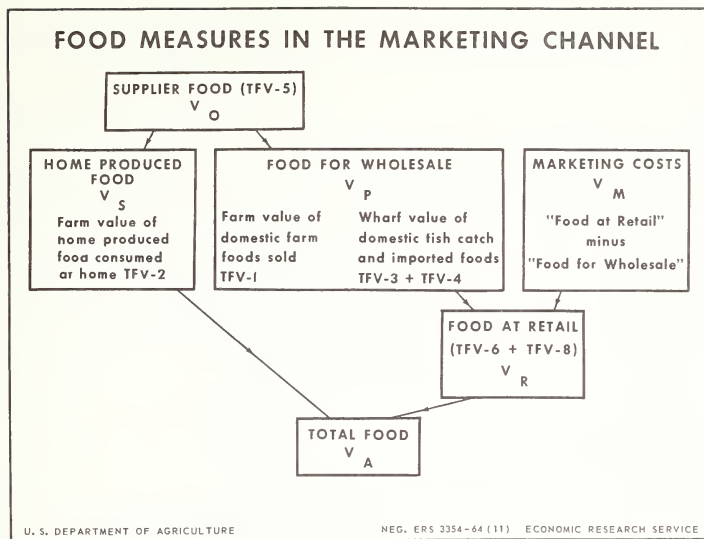 FOOD MEASURES IN THE MARKETING CHANNEL
SUPPLIER FOOD (TFV-5)
V O
HOME PRODUCED
FOOD
V S
Farm value of
home produced
food consumed
at home TFV-2
FOOD FOR WHOLESALE
V P
Farm value of
domestic farm
foods sold
TFV-1
Wharf value of
domestic fish catch
and imported foods
TFV-3 + TFV-4
MARKETING COSTS
V M
"Food at Retail"
minus
"Food for Wholesale"
FOOD AT RETAIL
(TFV-6 + TFV-8)
V R
TOTAL FOOD
V A
U. S. DEPARTMENT OF AGRICULTURE
NEG. ERS 3354-64 (11) ECONOMIC RESEARCH SERVICE